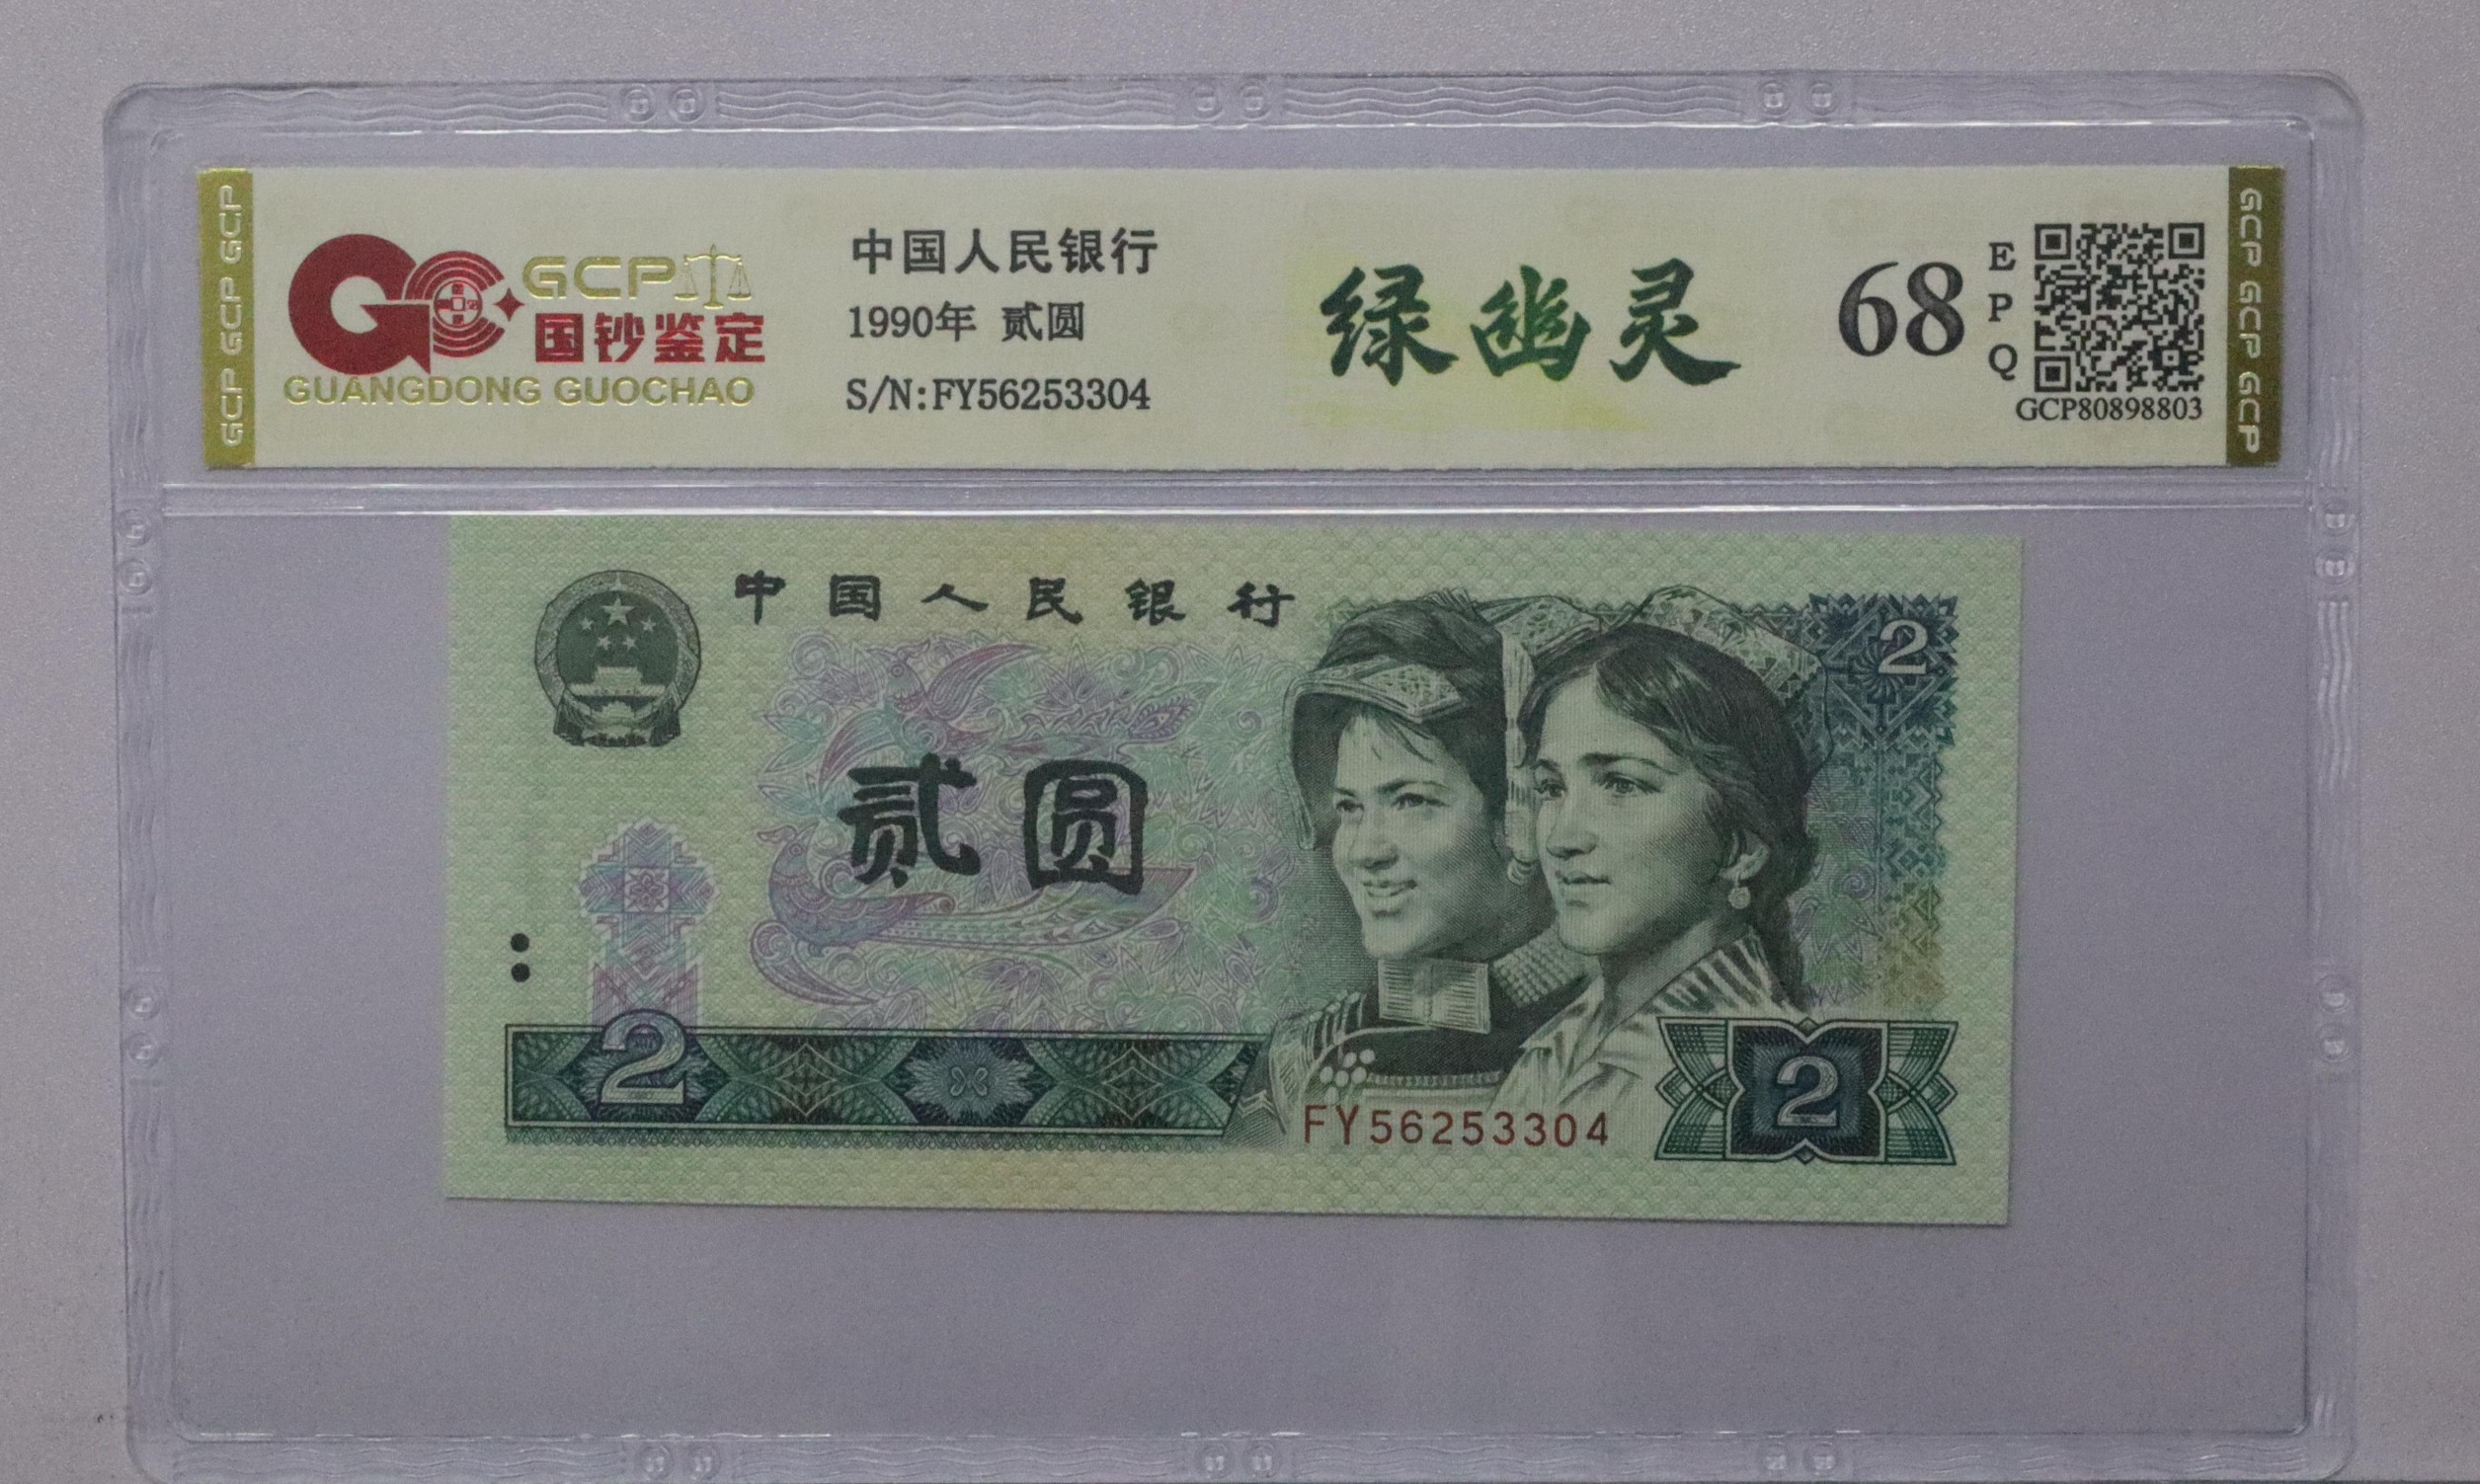 GCP GCP GCP
GCP
国钞鉴定
GUANGDONG GUOCHAO
中国人民银行
1990年 贰圆
S/N:FY56253304
绿幽灵
68
E
P
Q
GCP80898803
GCP GCP GCP
中国人民银行
2
贰圆
2
FY56253304
2